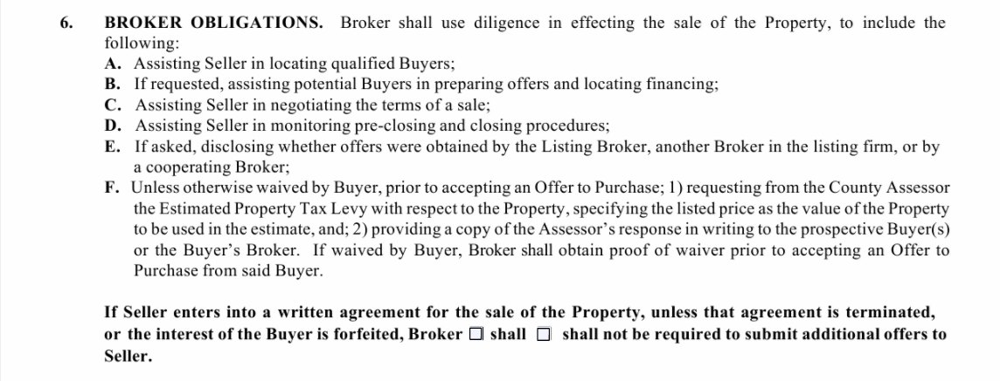 6. BROKER OBLIGATIONS. Broker shall use diligence in effecting the sale of the Property, to include the
following:
A. Assisting Seller in locating qualified Buyers;
B. If requested, assisting potential Buyers in preparing offers and locating financing;
C. Assisting Seller in negotiating the terms of a sale;
D. Assisting Seller in monitoring pre-closing and closing procedures;
E. If asked, disclosing whether offers were obtained by the Listing Broker, another Broker in the listing firm, or by
a cooperating Broker;
F. Unless otherwise waived by Buyer, prior to accepting an Offer to Purchase; 1) requesting from the County Assessor
the Estimated Property Tax Levy with respect to the Property, specifying the listed price as the value of the Property
to be used in the estimate, and; 2) providing a copy of the Assessor's response in writing to the prospective Buyer(s)
or the Buyer's Broker. If waived by Buyer, Broker shall obtain proof of waiver prior to accepting an Offer to
Purchase from said Buyer.
If Seller enters into a written agreement for the sale of the Property, unless that agreement is terminated,
or the interest of the Buyer is forfeited, Broker ☐ shall ☐ shall not be required to submit additional offers to
Seller.